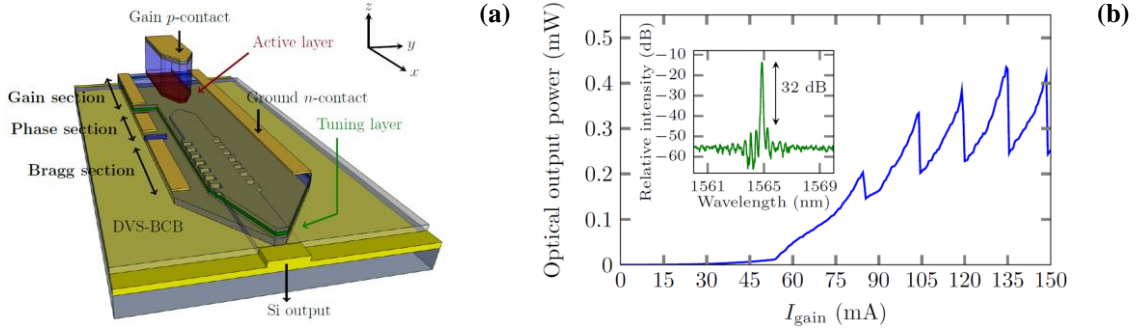 (a)
z
y
x
Gain p-contact
Active layer
Gain section
Ground n-contact
Phase section
Tuning layer
Bragg section
DVS-BCB
Si output
(b)
Optical output power (mW)
0.5
0.4
0.3
0.2
0.1
0
0 15 30 45 60 75 90 105 120 135 150
I_gain (mA)
Relative intensity (dB)
−10
−20
−30
−40
−50
−60
32 dB
1561 1565 1569
Wavelength (nm)